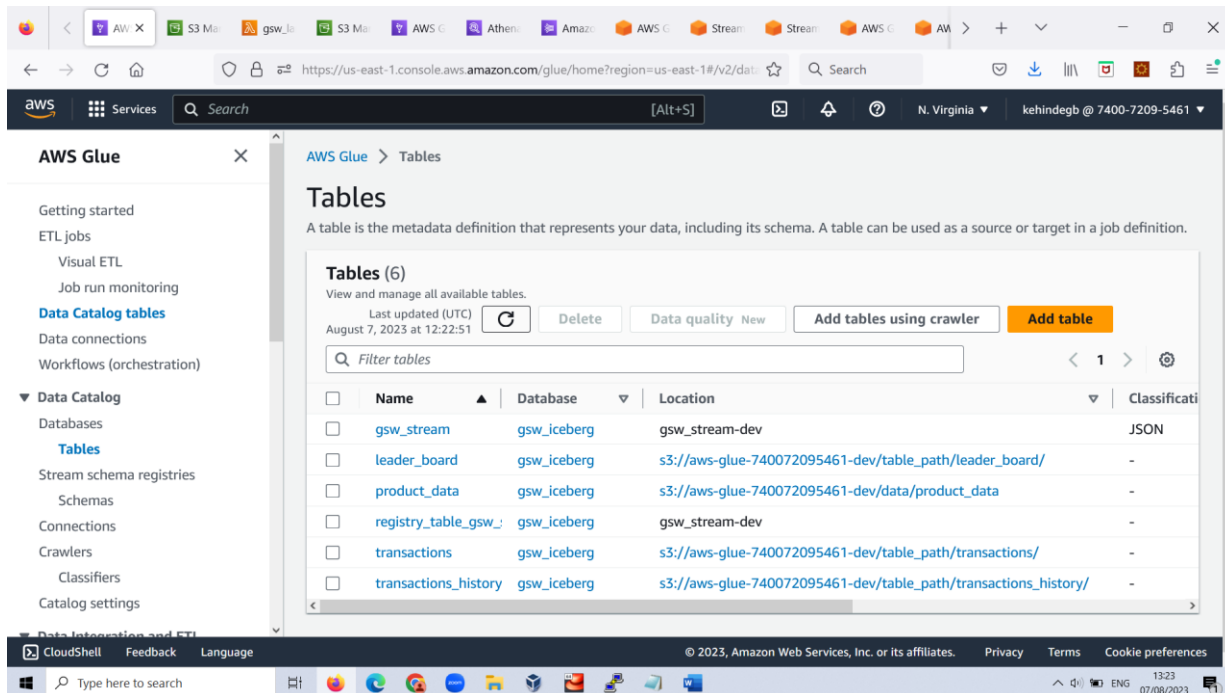 AW
S3 Ma
gsw_la
S3 Ma
AWS G
Athena
Amazo
AWS G
Stream
Stream
AWS G
AW
https://us-east-1.console.aws.amazon.com/glue/home?region=us-east-1#/v2/data
Search
aws
Services
Search
[Alt+S]
N. Virginia
kehindegb @ 7400-7209-5461
AWS Glue
Getting started
ETL jobs
Visual ETL
Job run monitoring
Data Catalog tables
Data connections
Workflows (orchestration)
Data Catalog
Databases
Tables
Stream schema registries
Schemas
Connections
Crawlers
Classifiers
Catalog settings
Data Integration and ETL
AWS Glue > Tables
Tables
A table is the metadata definition that represents your data, including its schema. A table can be used as a source or target in a job definition.
Tables (6)
View and manage all available tables.
Last updated (UTC)
August 7, 2023 at 12:22:51
Delete
Data quality New
Add tables using crawler
Add table
Filter tables
1
Name Database Location Classificati
gsw_stream gsw_iceberg gsw_stream-dev JSON
leader_board gsw_iceberg s3://aws-glue-740072095461-dev/table_path/leader_board/ -
product_data gsw_iceberg s3://aws-glue-740072095461-dev/data/product_data -
registry_table_gsw_ gsw_iceberg gsw_stream-dev -
transactions gsw_iceberg s3://aws-glue-740072095461-dev/table_path/transactions/ -
transactions_history gsw_iceberg s3://aws-glue-740072095461-dev/table_path/transactions_history/ -
CloudShell Feedback Language
© 2023, Amazon Web Services, Inc. or its affiliates. Privacy Terms Cookie preferences
Type here to search
ENG
13:23
07/08/2023